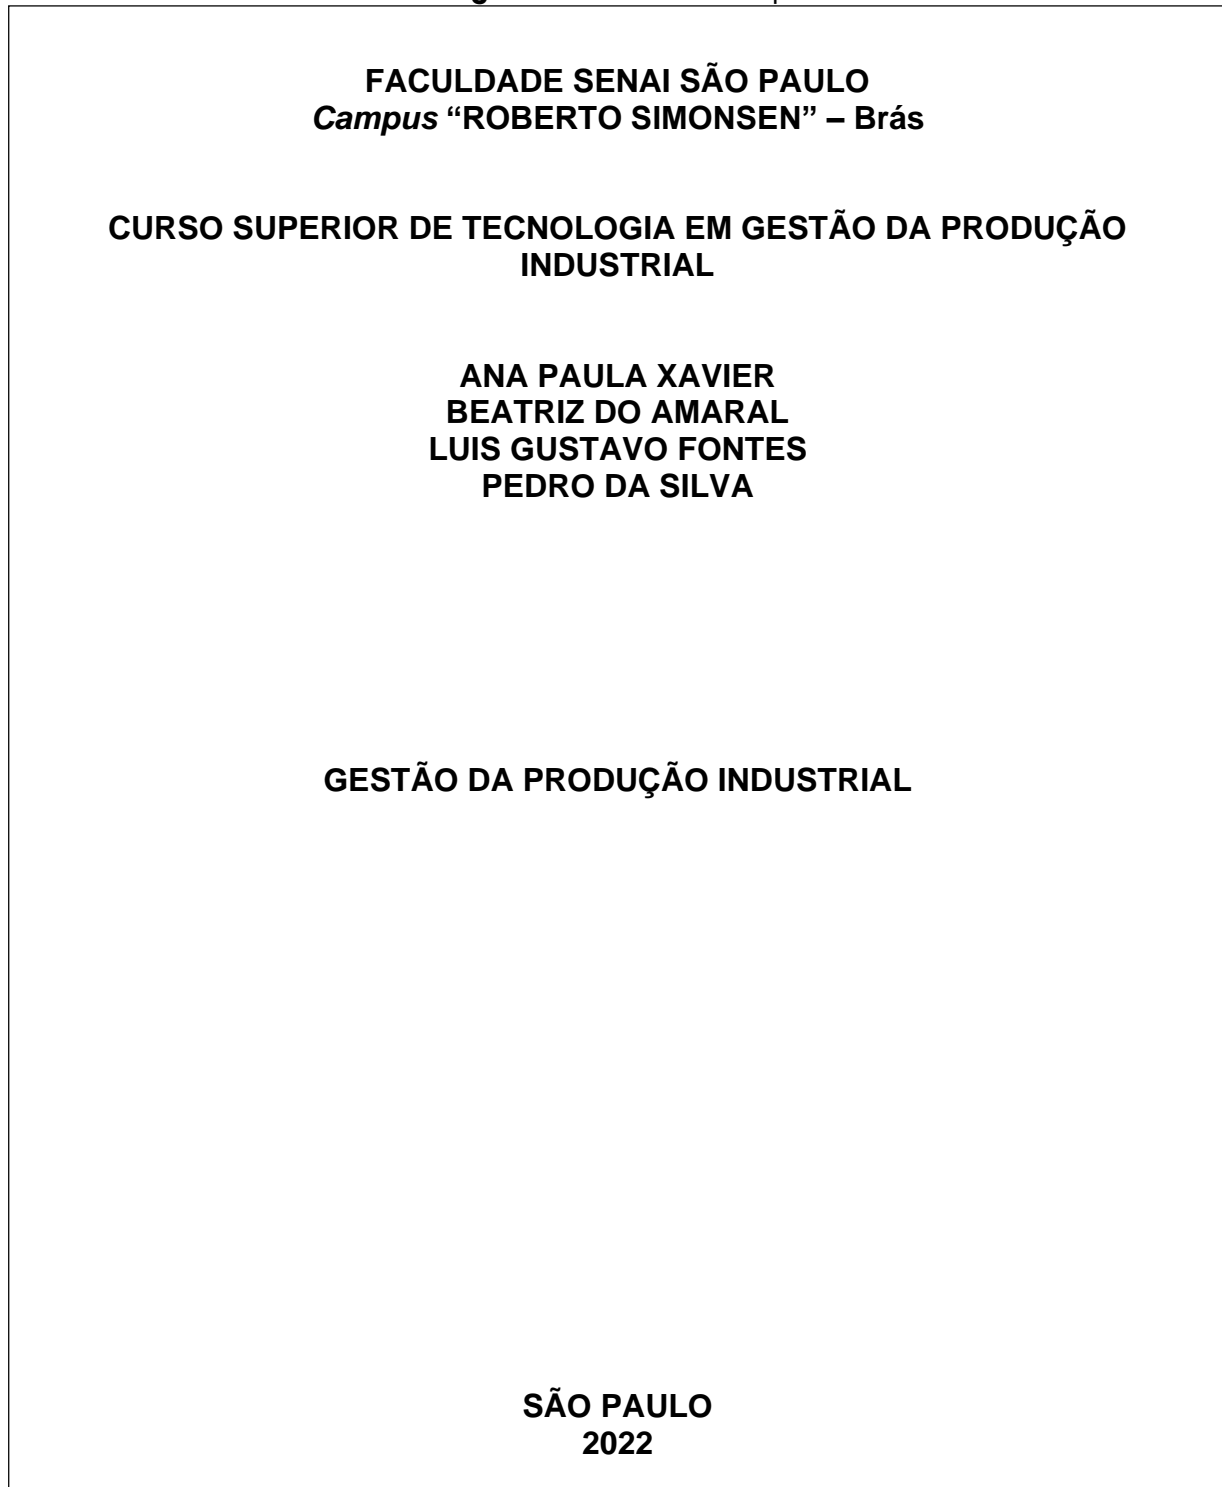 FACULDADE SENAI SÃO PAULO
Campus “ROBERTO SIMONSEN” – Brás
CURSO SUPERIOR DE TECNOLOGIA EM GESTÃO DA PRODUÇÃO
INDUSTRIAL
ANA PAULA XAVIER
BEATRIZ DO AMARAL
LUIS GUSTAVO FONTES
PEDRO DA SILVA
GESTÃO DA PRODUÇÃO INDUSTRIAL
SÃO PAULO
2022